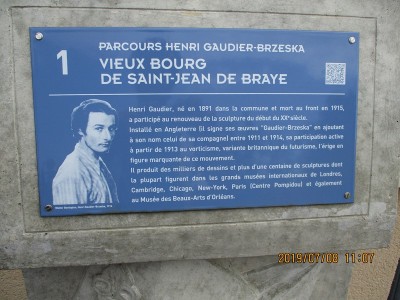 1
PARCOURS HENRI GAUDIER-BRZESKA
VIEUX BOURG
DE SAINT-JEAN DE BRAYE
Henri Gaudier, né en 1891 dans la commune et mort au front en 1915,
a participé au renouveau de la sculpture du début du XXe siècle.
Installé en Angleterre (il signe ses œuvres "Gaudier-Brzeska" en ajoutant
à son nom celui de sa compagne) entre 1911 et 1914, sa participation active
à partir de 1913 au vorticisme, variante britannique du futurisme, l'érige en
figure marquante de ce mouvement.
Il produit des milliers de dessins et plus d'une centaine de sculptures dont
la plupart figurent dans les grands musées internationaux de Londres,
Cambridge, Chicago, New-York, Paris (Centre Pompidou) et également
au Musée des Beaux-Arts d'Orléans.
2019/07/08 11:07